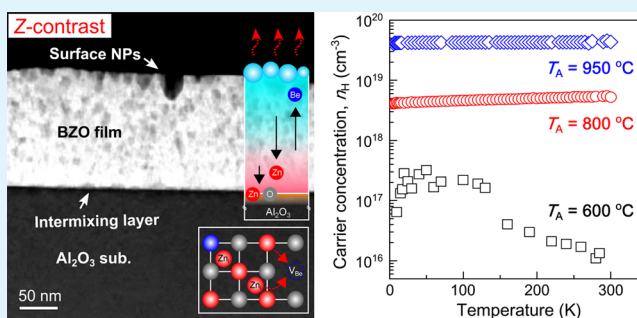 Z-contrast
Surface NPs
BZO film
Intermixing layer
Al2O3 sub.
50 nm
Be
Zn
Zn
O
Al2O3
Zn
Zn
VBe
Carrier concentration, nH (cm-3)
10^20
10^19
10^18
10^17
10^16
TA = 950 °C
TA = 800 °C
TA = 600 °C
0
100
200
300
Temperature (K)